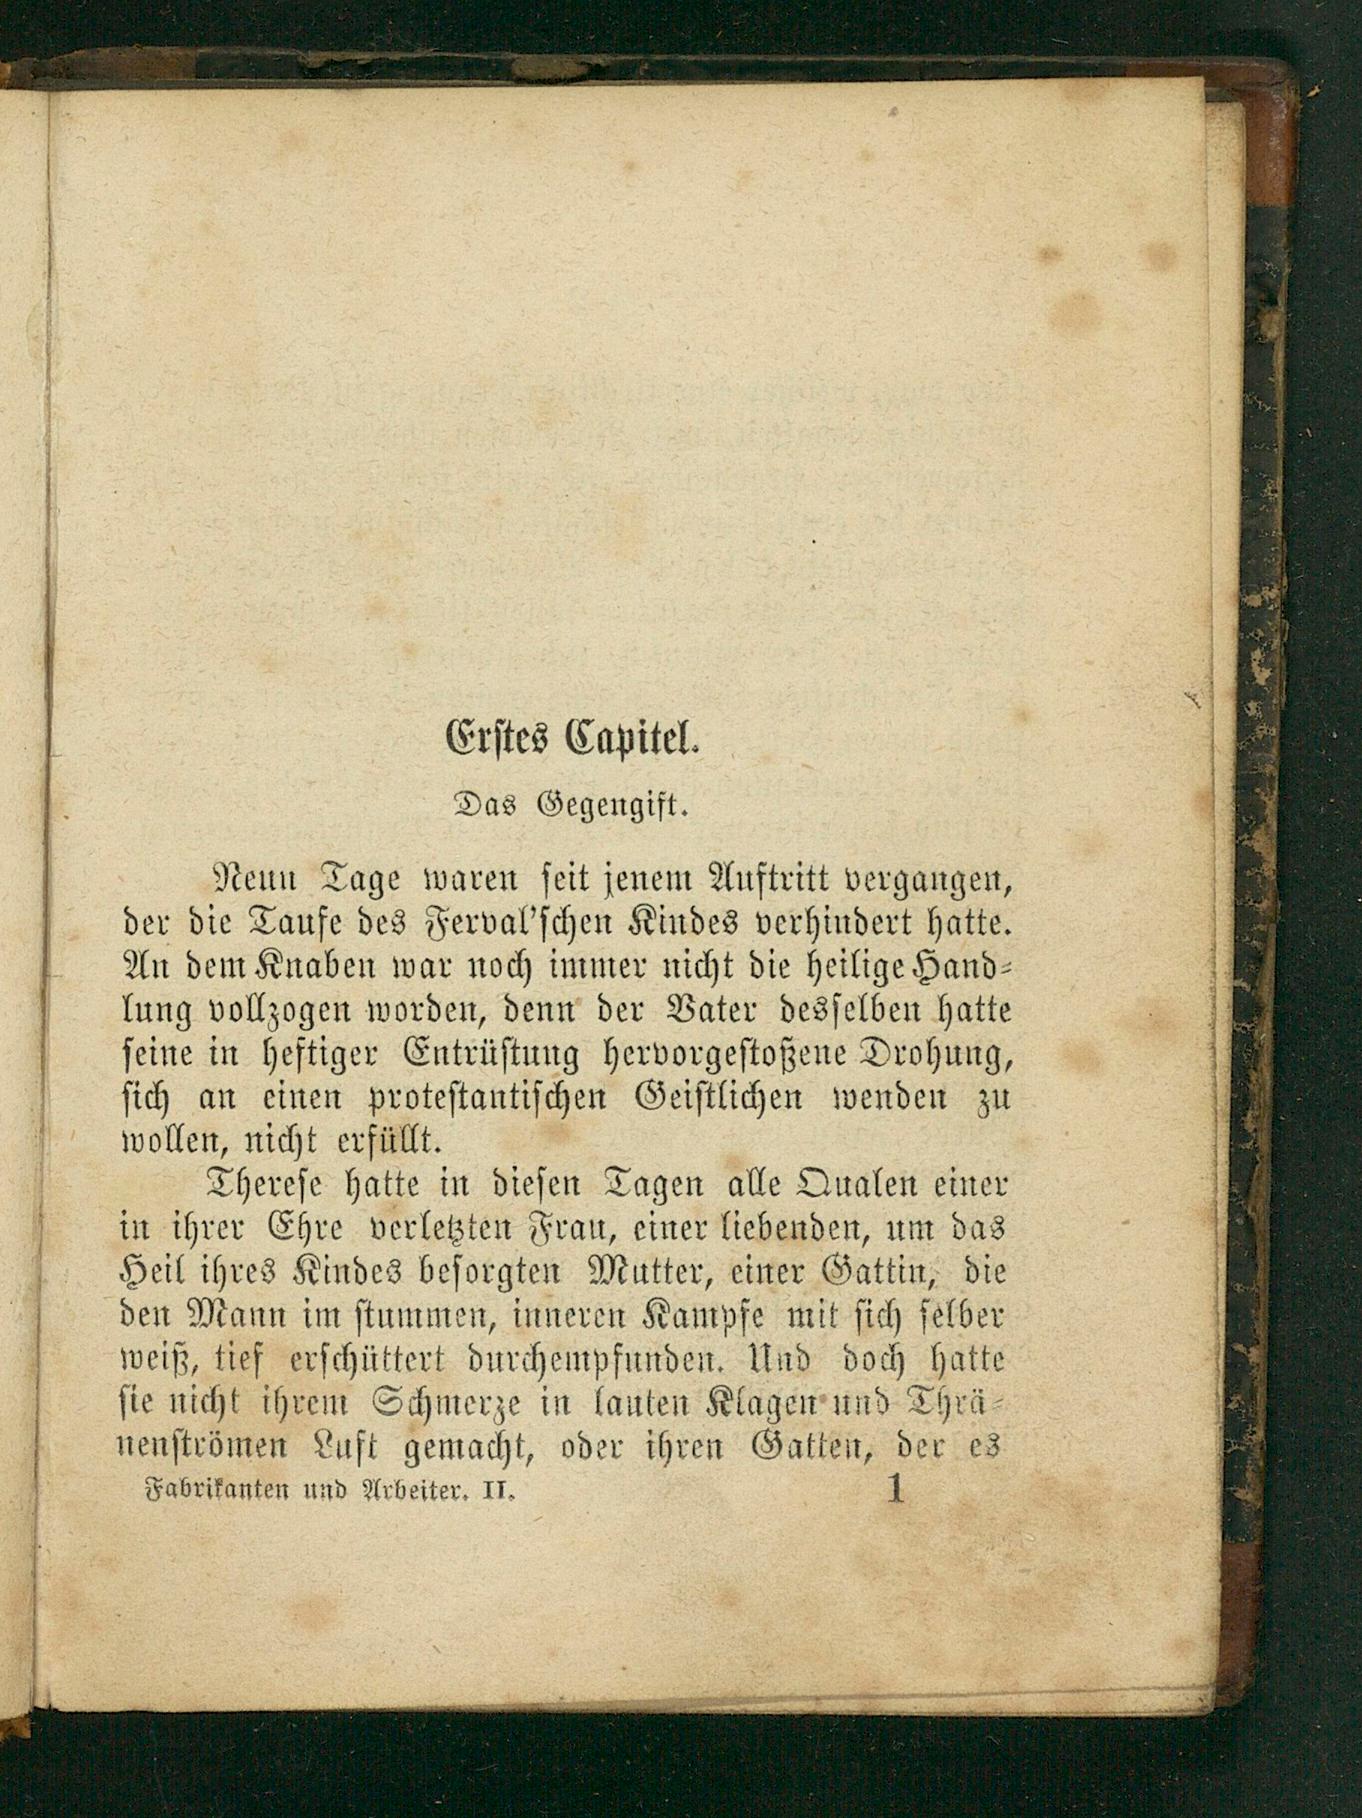 Erstes Capitel.
Das Gegengift.
Neun Tage waren seit jenem Auftritt vergangen,
der die Taufe des Ferval'schen Kindes verhindert hatte.
An dem Knaben war noch immer nicht die heilige Hand-
lung vollzogen worden, denn der Vater desselben hatte
seine in heftiger Entrüstung hervorgestoßene Drohung,
sich an einen protestantischen Geistlichen wenden zu
wollen, nicht erfüllt.
Therese hatte in diesen Tagen alle Qualen einer
in ihrer Ehre verletzten Frau, einer liebenden, um das
Heil ihres Kindes besorgten Mutter, einer Gattin, die
den Mann im stummen, inneren Kampfe mit sich selber
weiß, tief erschüttert durchempfunden. Und doch hatte
sie nicht ihrem Schmerze in lauten Klagen und Thrä-
nenströmen Luft gemacht, oder ihren Gatten, der es
Fabrikanten und Arbeiter. II. 1